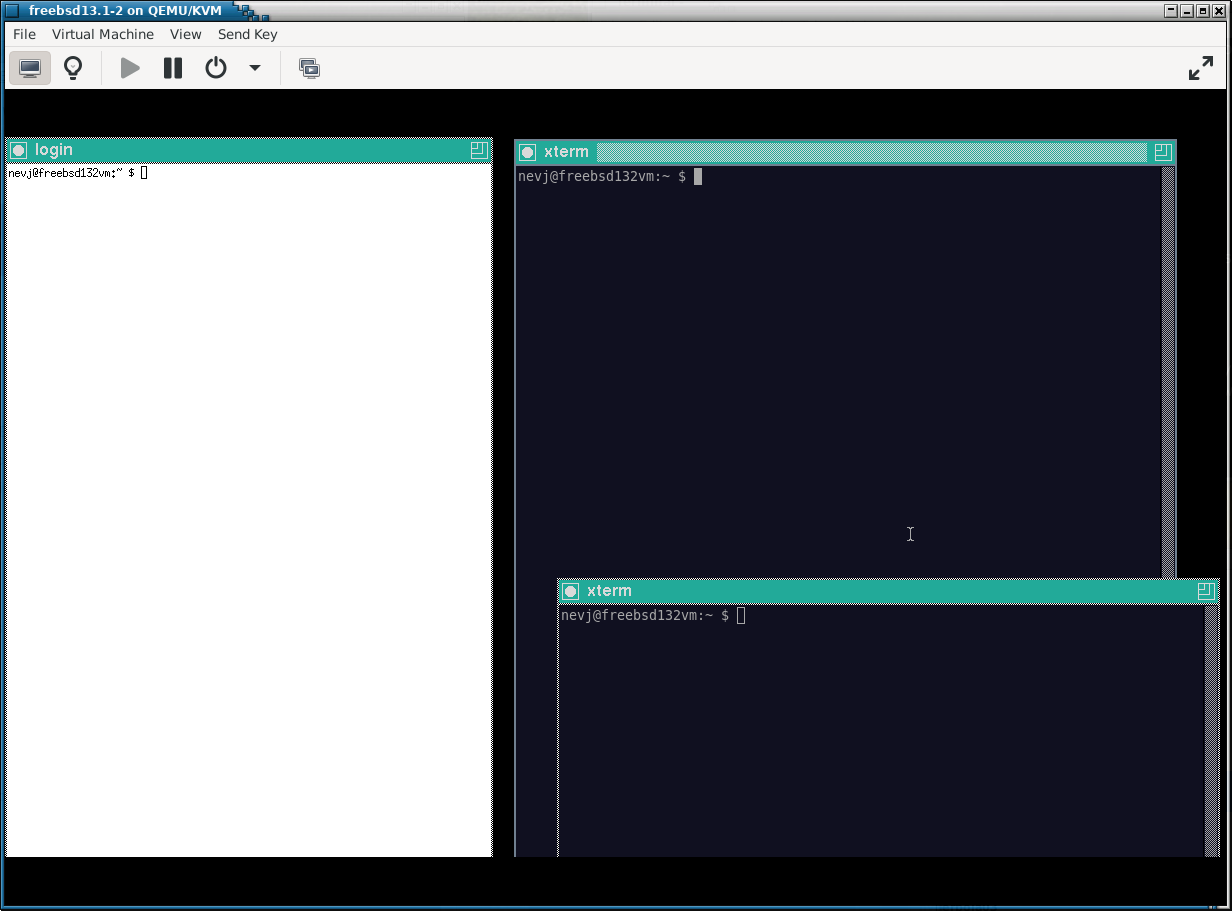 freebsd13.1-2 on QEMU/KVM
File Virtual Machine View Send Key
login
nevj@freebsd132vm:~ $
xterm
nevj@freebsd132vm:~ $
xterm
nevj@freebsd132vm:~ $